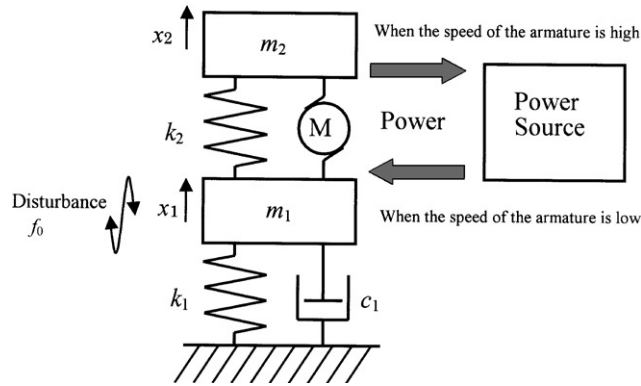 x2
m2
When the speed of the armature is high
k2
M
Power
Power
Source
Disturbance
f0
x1
m1
When the speed of the armature is low
k1
c1